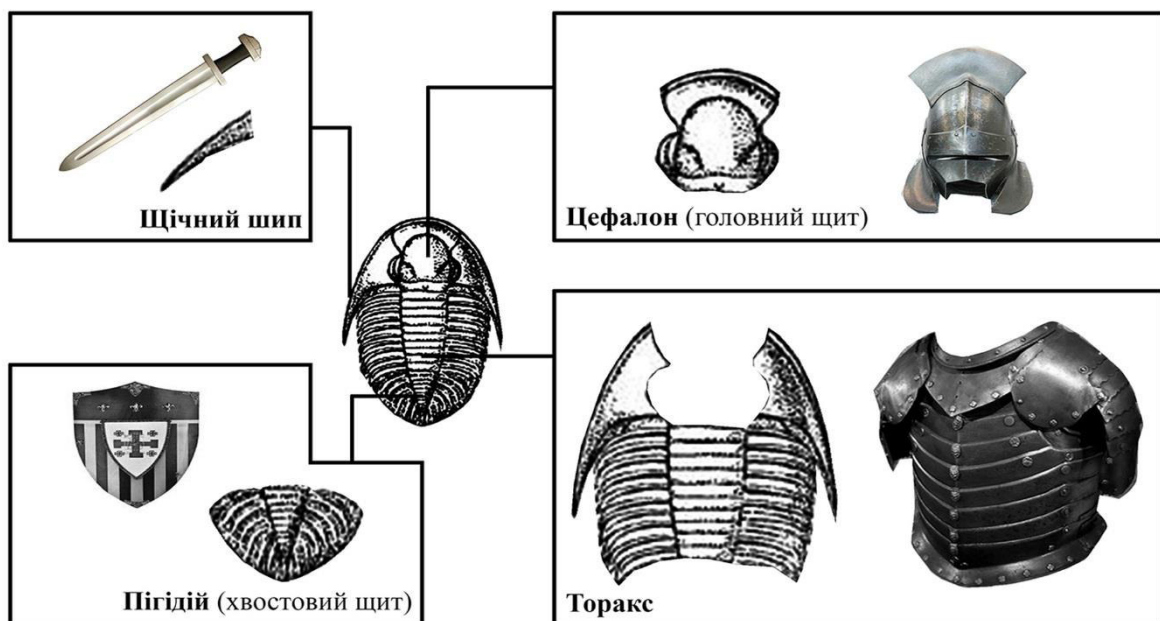 Щічний шип
Цефалон (головний щит)
Пігідій (хвостовий щит)
Торакс